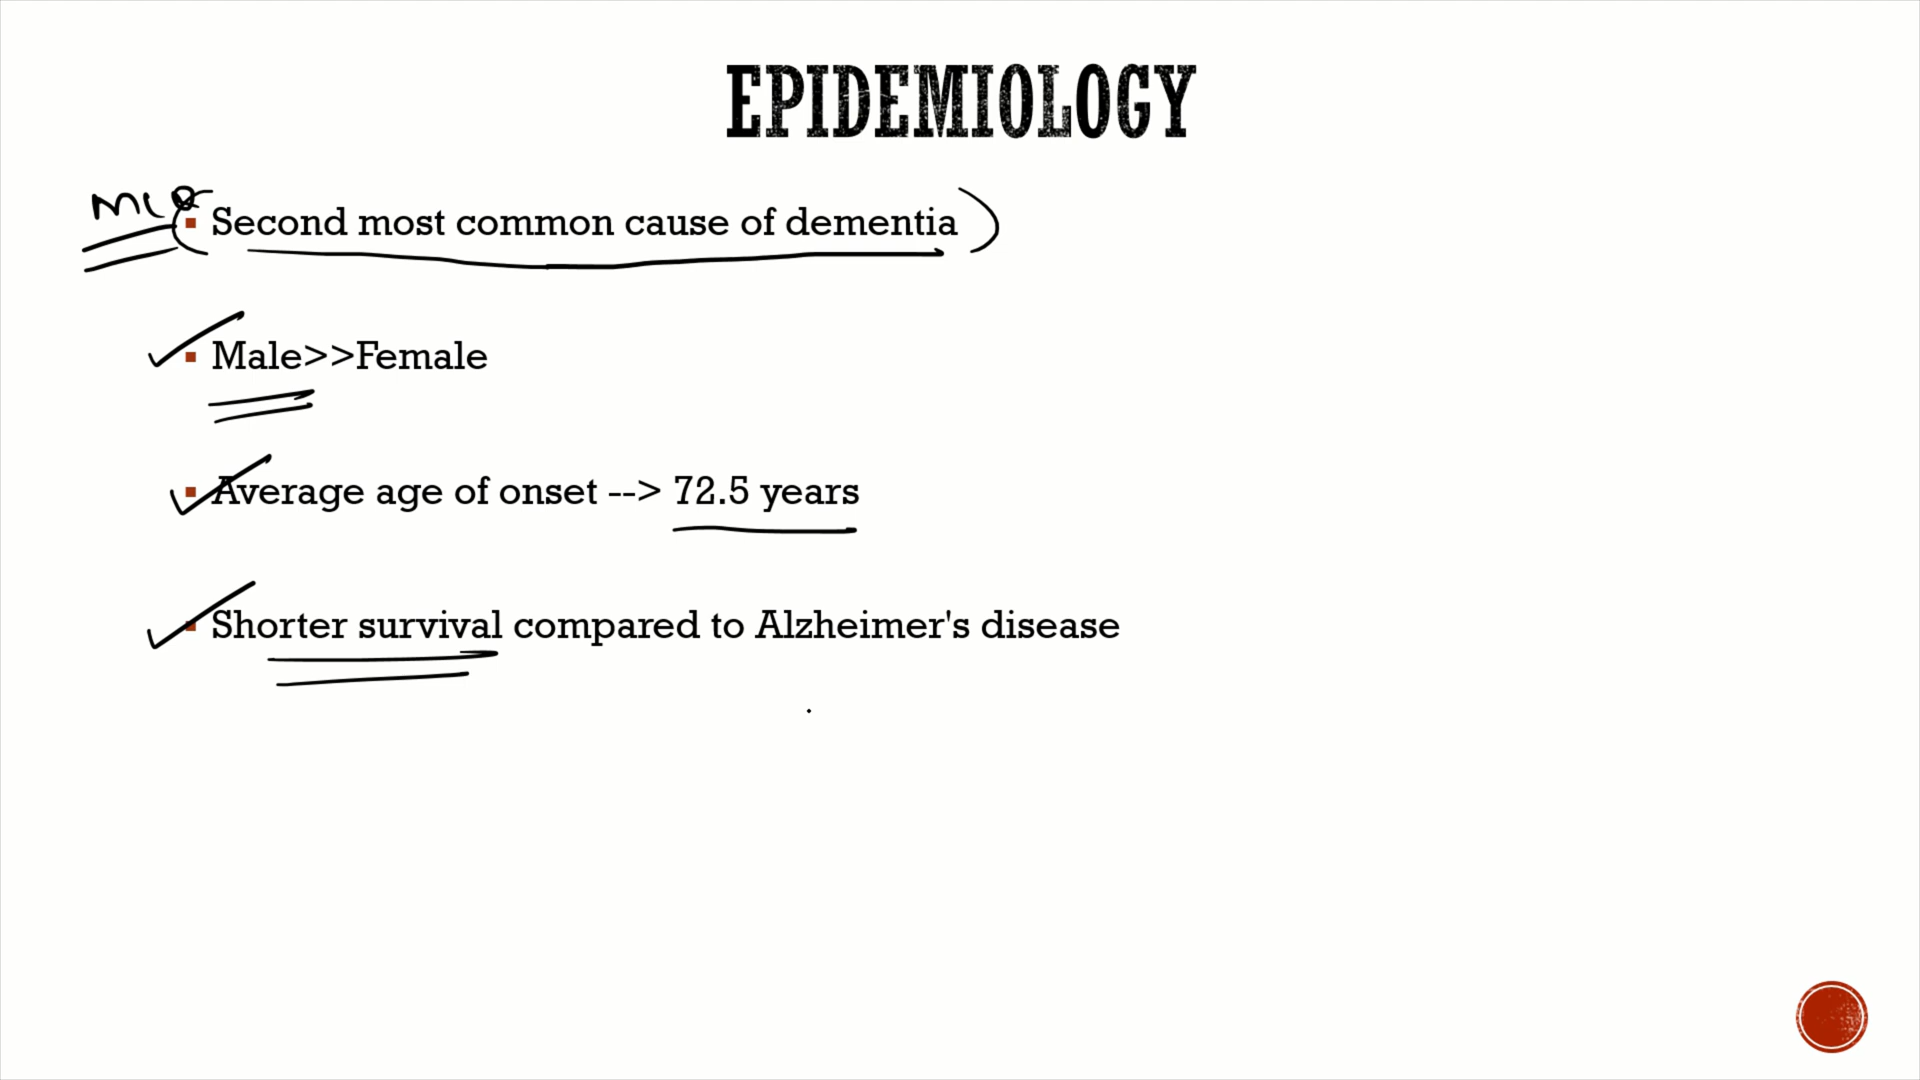 EPIDEMIOLOGY
MCQ
Second most common cause of dementia
Male>>Female
Average age of onset --> 72.5 years
Shorter survival compared to Alzheimer's disease